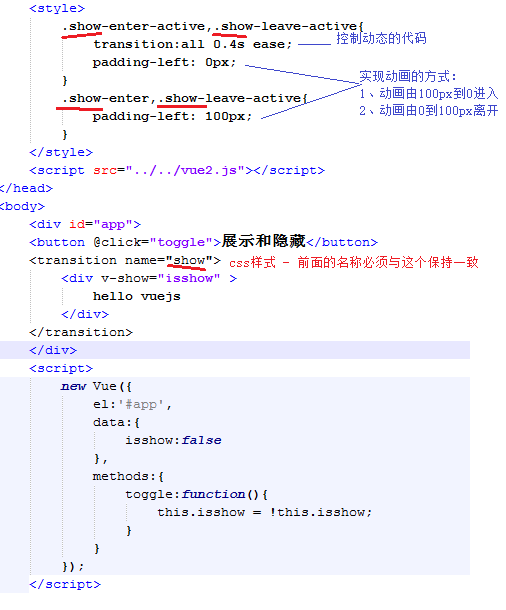 <style>
.show-enter-active,.show-leave-active{
transition:all 0.4s ease; 控制动态的代码
padding-left: 0px; 实现动画的方式:
} 1、动画由100px到0进入
.show-enter,.show-leave-active{ 2、动画由0到100px离开
padding-left: 100px;
}
</style>
<script src="../../vue2.js"></script>
</head>
<body>
<div id="app">
<button @click="toggle">展示和隐藏</button>
<transition name="show"> css样式 - 前面的名称必须与这个保持一致
<div v-show="isshow" >
hello vuejs
</div>
</transition>
</div>
<script>
new Vue({
el:'#app',
data:{
isshow:false
},
methods:{
toggle:function(){
this.isshow = !this.isshow;
}
}
});
</script>